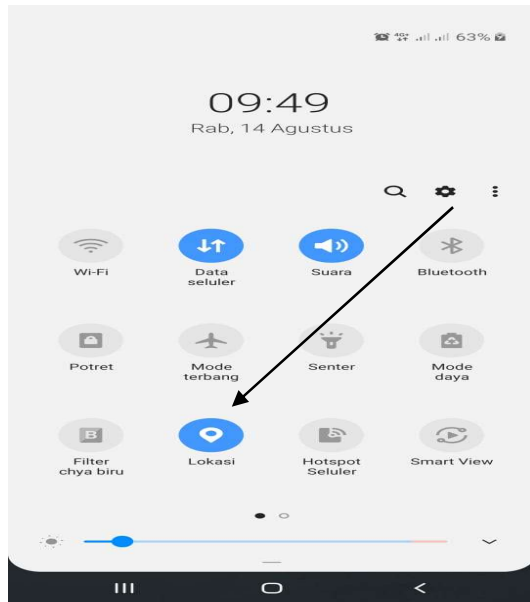 63%
09:49
Rab, 14 Agustus
Wi-Fi
Data
seluler
Suara
Bluetooth
Potret
Mode
terbang
Senter
Mode
daya
Filter
chya biru
Lokasi
Hotspot
Seluler
Smart View